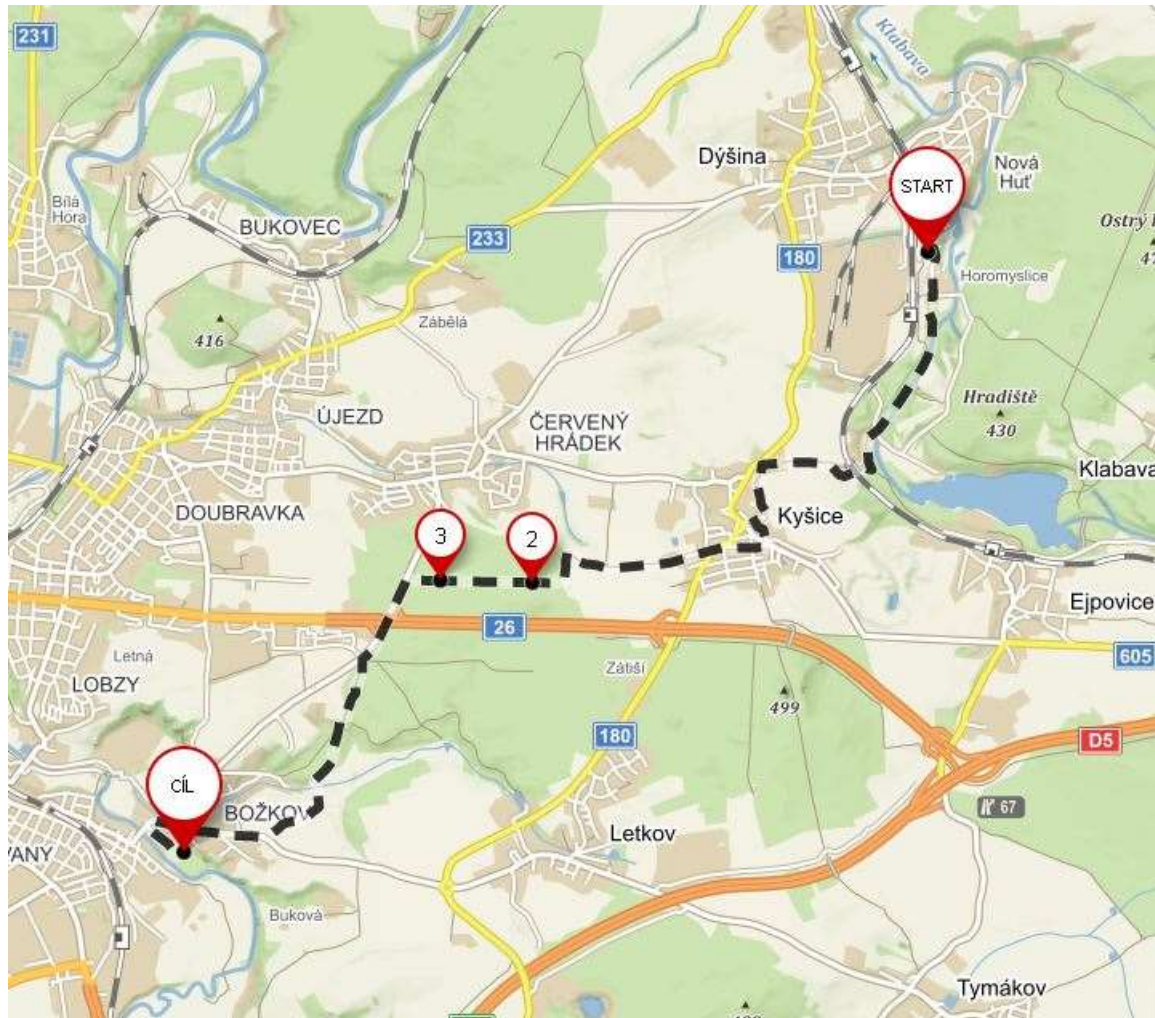 231
Klabava
Dýšina
START
Nová
Huť
Bílá
Hora
BUKOVEC
233
180
Ostrý
Horomyslice
Zábělá
416
Hradiště
430
ÚJEZD
ČERVENÝ
HRÁDEK
Klabava
DOUBRAVKA
3
2
Kyšice
Ejpovice
26
605
Letná
LOBZY
Zátiší
499
180
D5
CÍL
BOŽKOV
67
Letkov
VANY
Buková
Tymákov